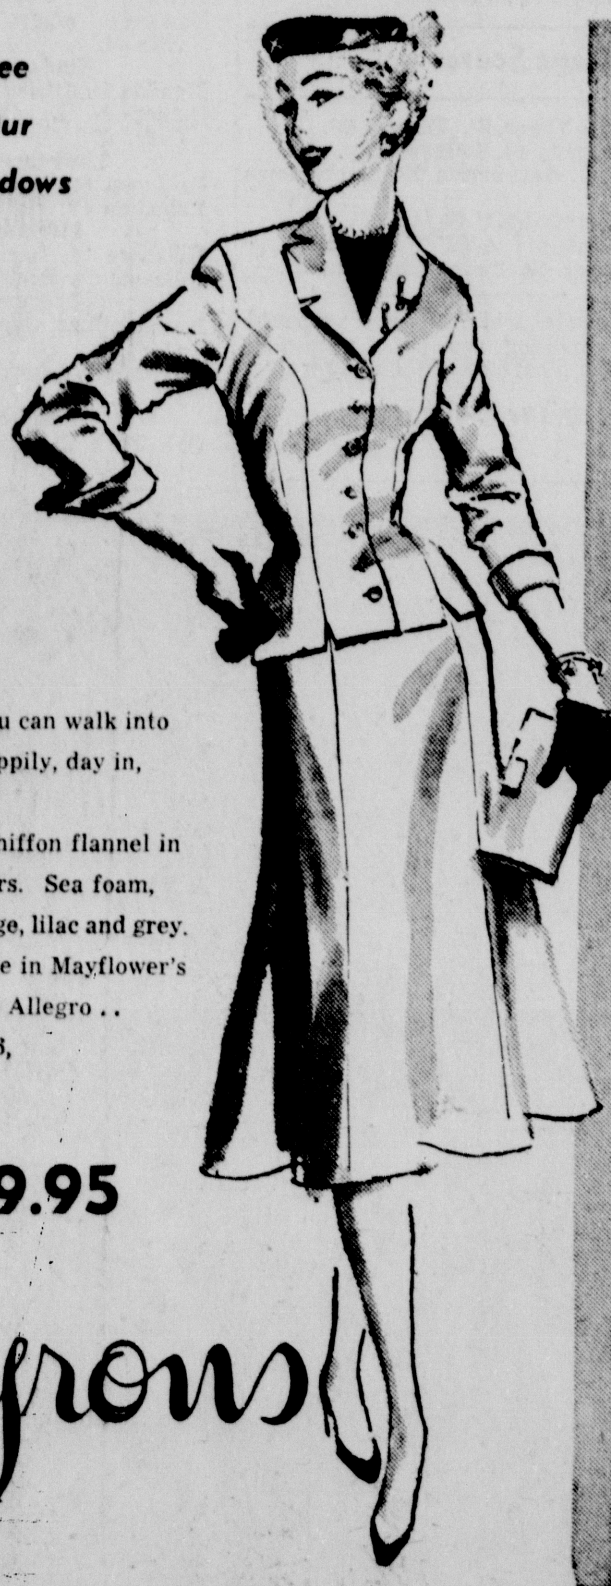 ee
ur
dows
u can walk into
ppily, day in,
hiffon flannel in
rs. Sea foam,
ge, lilac and grey.
e in Mayflower's
Allegro . .
9.95
rons